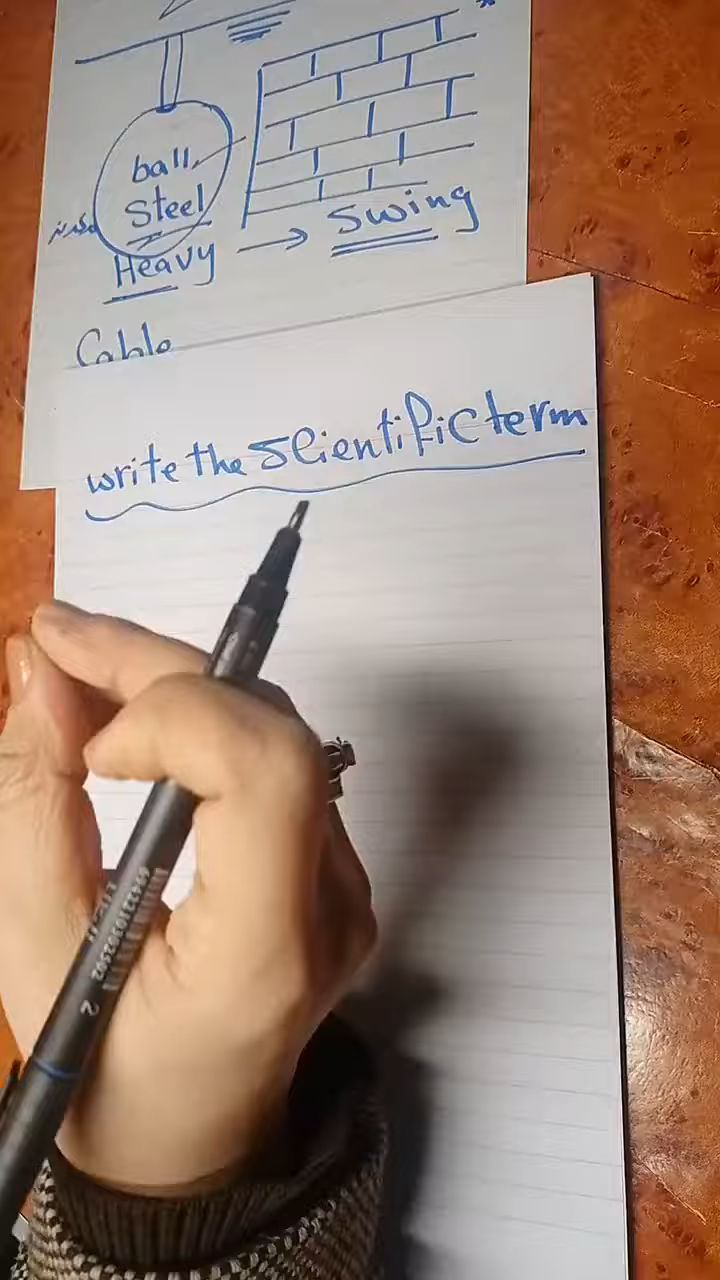 ball
Steel
Heavy → Swing
Cable
write the scientific term